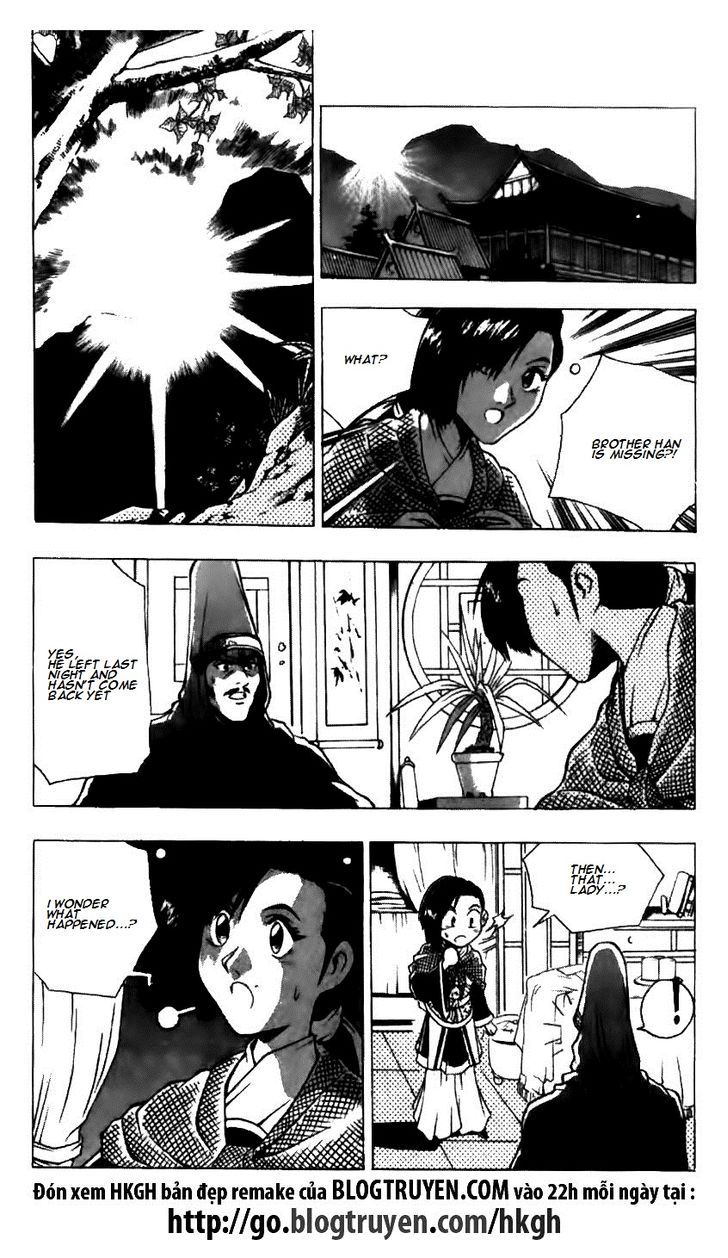 WHAT?
BROTHER HAN
IS MISSING?!
YES,
HE LEFT LAST
NIGHT AND
HASN'T COME
BACK YET
I WONDER
WHAT
HAPPENED...?
THEN...
THAT...
LADY...?
!
Đón xem HKGH bản đẹp remake của BLOGTRUYEN.COM vào 22h mỗi ngày tại :
http://go.blogtruyen.com/hkgh